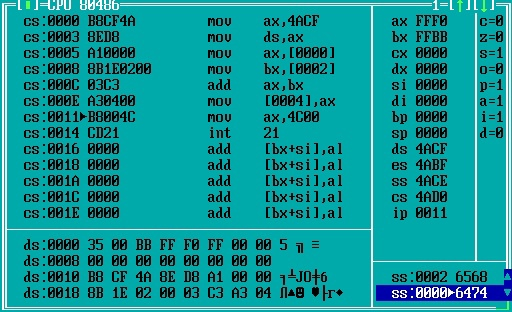 [■]=CPU 80486 1=[↑][↓]
cs:0000 B8CF4A mov ax,4ACF
cs:0003 8ED8 mov ds,ax
cs:0005 A10000 mov ax,[0000]
cs:0008 8B1E0200 mov bx,[0002]
cs:000C 03C3 add ax,bx
cs:000E A30400 mov [0004],ax
cs:0011►B8004C mov ax,4C00
cs:0014 CD21 int 21
cs:0016 0000 add [bx+si],al
cs:0018 0000 add [bx+si],al
cs:001A 0000 add [bx+si],al
cs:001C 0000 add [bx+si],al
cs:001E 0000 add [bx+si],al
ax FFF0 c=0
bx FFBB z=0
cx 0000 s=1
dx 0000 o=0
si 0000 p=1
di 0000 a=1
bp 0000 i=1
sp 0000 d=0
ds 4ACF
es 4ABF
ss 4ACE
cs 4AD0
ip 0011
ds:0000 35 00 BB FF F0 FF 00 00 5 ╗ ≡
ds:0008 00 00 00 00 00 00 00 00
ds:0010 B8 CF 4A 8E D8 A1 00 00 ╕╧JÄ╪í
ds:0018 8B 1E 02 00 03 C3 A3 04 ï▲☻ ♥├ú♦
ss:0002 6568
ss:0000►6474